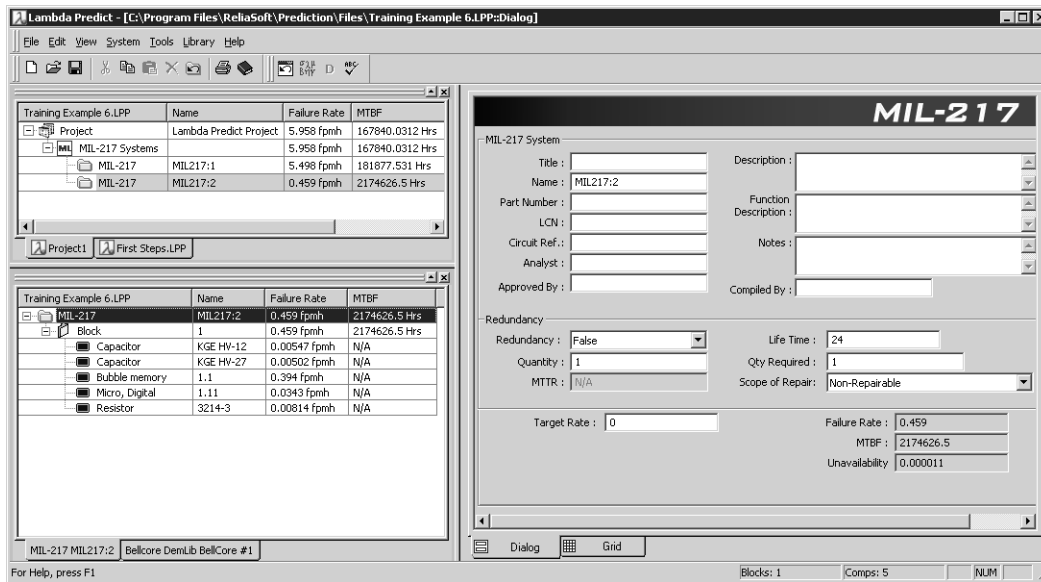 Lambda Predict - [C:\Program Files\ReliaSoft\Prediction\Files\Training Example 6.LPP::Dialog]
File Edit View System Tools Library Help
Training Example 6.LPP Name Failure Rate MTBF
Project Lambda Predict Project 5.958 fpmh 167840.0312 Hrs
ML MIL-217 Systems 5.958 fpmh 167840.0312 Hrs
MIL-217 MIL217:1 5.498 fpmh 181877.531 Hrs
MIL-217 MIL217:2 0.459 fpmh 2174626.5 Hrs
Project1 First Steps.LPP
Training Example 6.LPP Name Failure Rate MTBF
MIL-217 MIL217:2 0.459 fpmh 2174626.5 Hrs
Block 1 0.459 fpmh 2174626.5 Hrs
Capacitor KGE HV-12 0.00547 fpmh N/A
Capacitor KGE HV-27 0.00502 fpmh N/A
Bubble memory 1.1 0.394 fpmh N/A
Micro, Digital 1.11 0.0343 fpmh N/A
Resistor 3214-3 0.00814 fpmh N/A
MIL-217 MIL217:2 Bellcore DemLib BellCore #1
MIL-217
MIL-217 System
Title :
Name : MIL217:2
Part Number :
LCN :
Circuit Ref.:
Analyst :
Approved By :
Description :
Function
Description :
Notes :
Compiled By :
Redundancy
Redundancy : False Life Time : 24
Quantity : 1 Qty Required : 1
MTTR : N/A Scope of Repair: Non-Repairable
Target Rate : 0 Failure Rate : 0.459
MTBF : 2174626.5
Unavailability 0.000011
Dialog Grid
For Help, press F1 Blocks: 1 Comps: 5 NUM